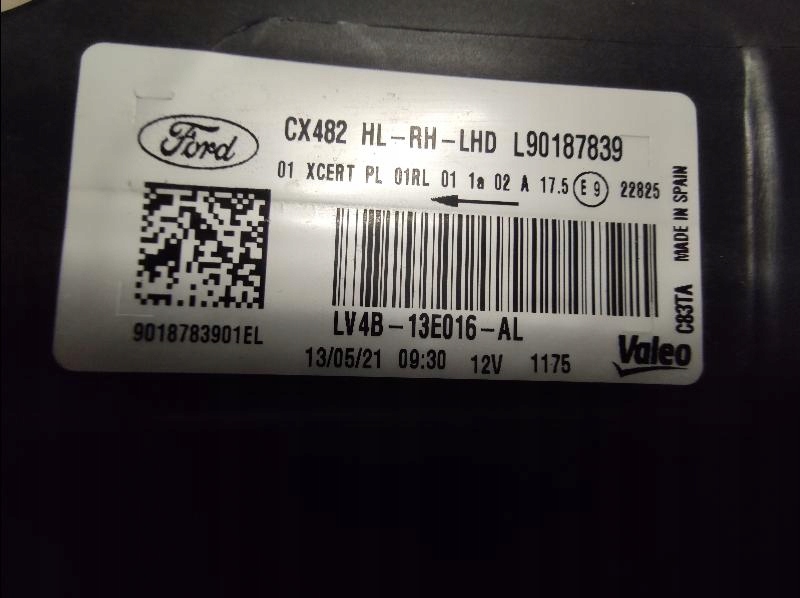 Ford
CX482 HL-RH-LHD L90187839
01 XCERT PL 01RL 01 1a 02 A 17.5 E9 22825
9018783901EL
LV4B-13E016-AL
13/05/21 09:30 12V 1175
Valeo
C83TA MADE IN SPAIN